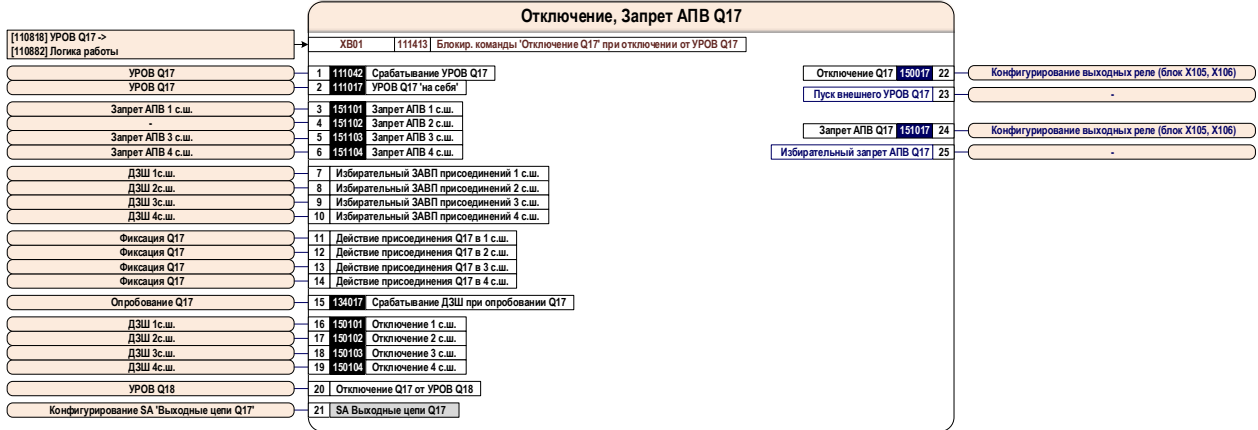 Отключение, Запрет АПВ Q17
[110818] УРОВ Q17 ->
[110882] Логика работы
XB01 111413 Блокир. команды 'Отключение Q17' при отключении от УРОВ Q17
УРОВ Q17 1 111042 Срабатывание УРОВ Q17
УРОВ Q17 2 111017 УРОВ Q17 'на себя'
Запрет АПВ 1 с.ш. 3 151101 Запрет АПВ 1 с.ш.
- 4 151102 Запрет АПВ 2 с.ш.
Запрет АПВ 3 с.ш. 5 151103 Запрет АПВ 3 с.ш.
Запрет АПВ 4 с.ш. 6 151104 Запрет АПВ 4 с.ш.
ДЗШ 1с.ш. 7 Избирательный ЗАВП присоединений 1 с.ш.
ДЗШ 2с.ш. 8 Избирательный ЗАВП присоединений 2 с.ш.
ДЗШ 3с.ш. 9 Избирательный ЗАВП присоединений 3 с.ш.
ДЗШ 4с.ш. 10 Избирательный ЗАВП присоединений 4 с.ш.
Фиксация Q17 11 Действие присоединения Q17 в 1 с.ш.
Фиксация Q17 12 Действие присоединения Q17 в 2 с.ш.
Фиксация Q17 13 Действие присоединения Q17 в 3 с.ш.
Фиксация Q17 14 Действие присоединения Q17 в 4 с.ш.
Опробование Q17 15 134017 Срабатывание ДЗШ при опробовании Q17
ДЗШ 1с.ш. 16 150101 Отключение 1 с.ш.
ДЗШ 2с.ш. 17 150102 Отключение 2 с.ш.
ДЗШ 3с.ш. 18 150103 Отключение 3 с.ш.
ДЗШ 4с.ш. 19 150104 Отключение 4 с.ш.
УРОВ Q18 20 Отключение Q17 от УРОВ Q18
Конфигурирование SA 'Выходные цепи Q17' 21 SA Выходные цепи Q17
Отключение Q17 150017 22 Конфигурирование выходных реле (блок X105, X106)
Пуск внешнего УРОВ Q17 23 -
Запрет АПВ Q17 151017 24 Конфигурирование выходных реле (блок X105, X106)
Избирательный запрет АПВ Q17 25 -